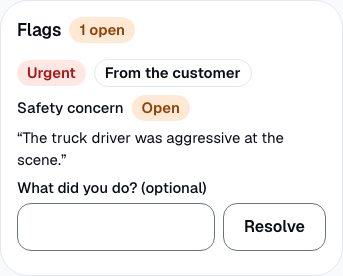 Flags 1 open
Urgent From the customer
Safety concern Open
“The truck driver was aggressive at the
scene.”
What did you do? (optional)
Resolve